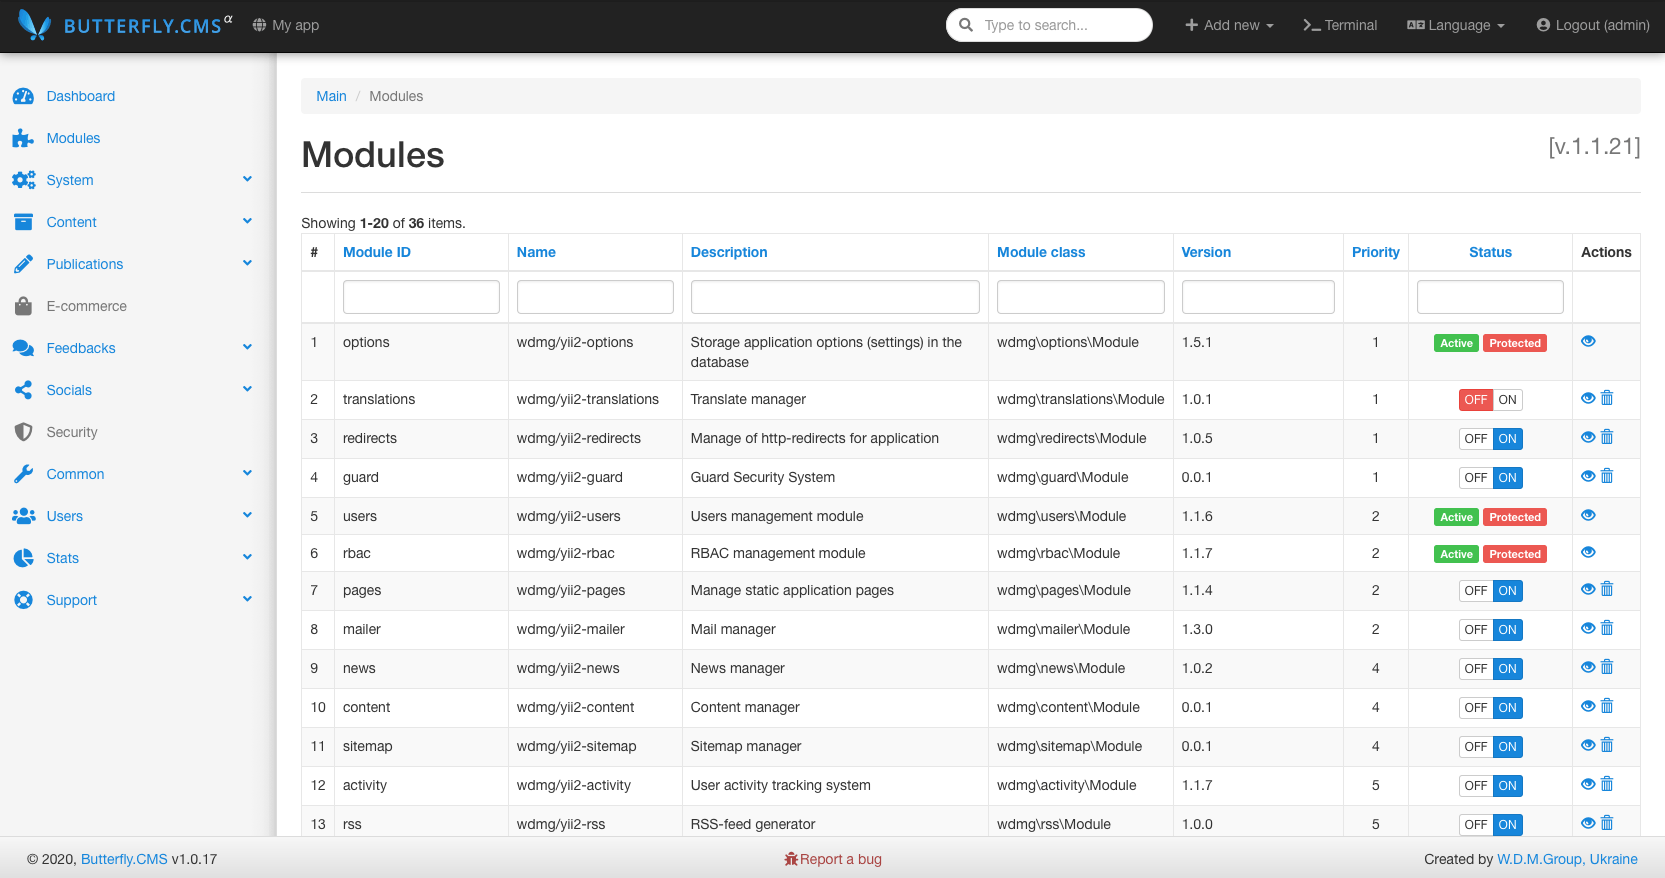 BUTTERFLY.CMS α My app Type to search... Add new Terminal Language Logout (admin)
Dashboard
Modules
System
Content
Publications
E-commerce
Feedbacks
Socials
Security
Common
Users
Stats
Support
Main / Modules
Modules [v.1.1.21]
Showing 1-20 of 36 items.
# Module ID Name Description Module class Version Priority Status Actions
1 options wdmg/yii2-options Storage application options (settings) in the database wdmg\options\Module 1.5.1 1 Active Protected
2 translations wdmg/yii2-translations Translate manager wdmg\translations\Module 1.0.1 1 OFF ON
3 redirects wdmg/yii2-redirects Manage of http-redirects for application wdmg\redirects\Module 1.0.5 1 OFF ON
4 guard wdmg/yii2-guard Guard Security System wdmg\guard\Module 0.0.1 1 OFF ON
5 users wdmg/yii2-users Users management module wdmg\users\Module 1.1.6 2 Active Protected
6 rbac wdmg/yii2-rbac RBAC management module wdmg\rbac\Module 1.1.7 2 Active Protected
7 pages wdmg/yii2-pages Manage static application pages wdmg\pages\Module 1.1.4 2 OFF ON
8 mailer wdmg/yii2-mailer Mail manager wdmg\mailer\Module 1.3.0 2 OFF ON
9 news wdmg/yii2-news News manager wdmg\news\Module 1.0.2 4 OFF ON
10 content wdmg/yii2-content Content manager wdmg\content\Module 0.0.1 4 OFF ON
11 sitemap wdmg/yii2-sitemap Sitemap manager wdmg\sitemap\Module 0.0.1 4 OFF ON
12 activity wdmg/yii2-activity User activity tracking system wdmg\activity\Module 1.1.7 5 OFF ON
13 rss wdmg/yii2-rss RSS-feed generator wdmg\rss\Module 1.0.0 5 OFF ON
© 2020, Butterfly.CMS v1.0.17 Report a bug Created by W.D.M.Group, Ukraine